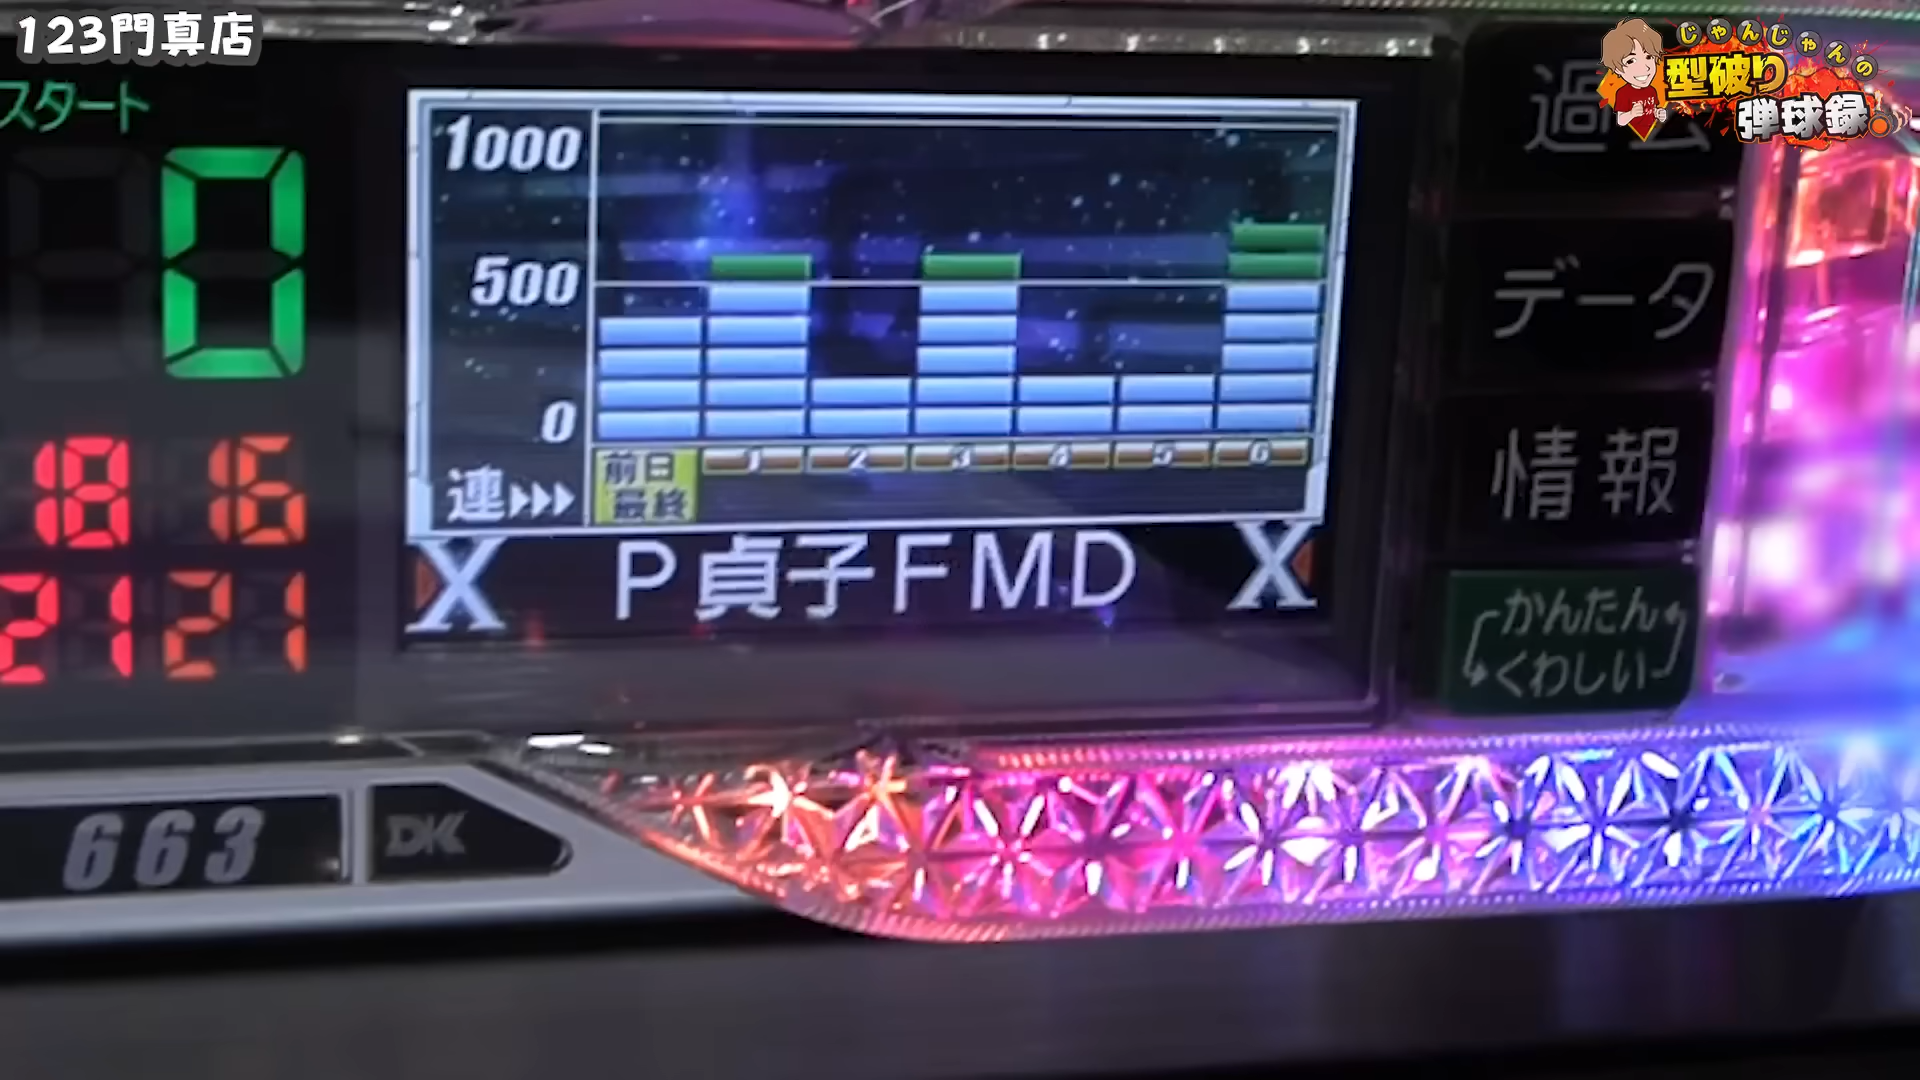 123門真店
じゃんじゃんの
型破り
弾球録
スタート
0
18 16
21 21
1000
500
0
前日
最終
1 2 3 4 5 6
連
X P貞子FMD X
過去
データ
情報
かんたん
くわしい
663
DK